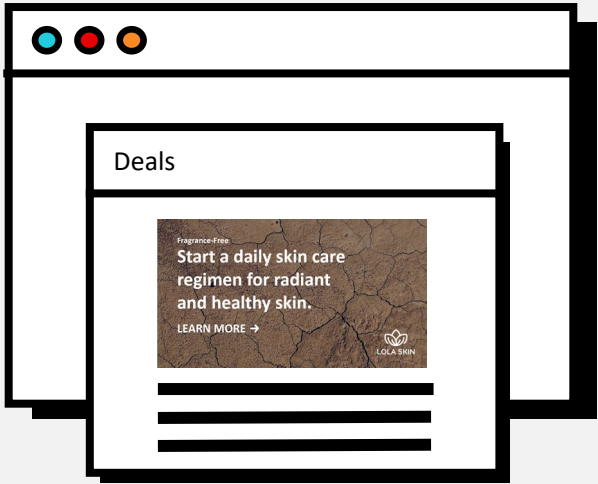 Deals
Fragrance-Free
Start a daily skin care
regimen for radiant
and healthy skin.
LEARN MORE →
LOLA SKIN